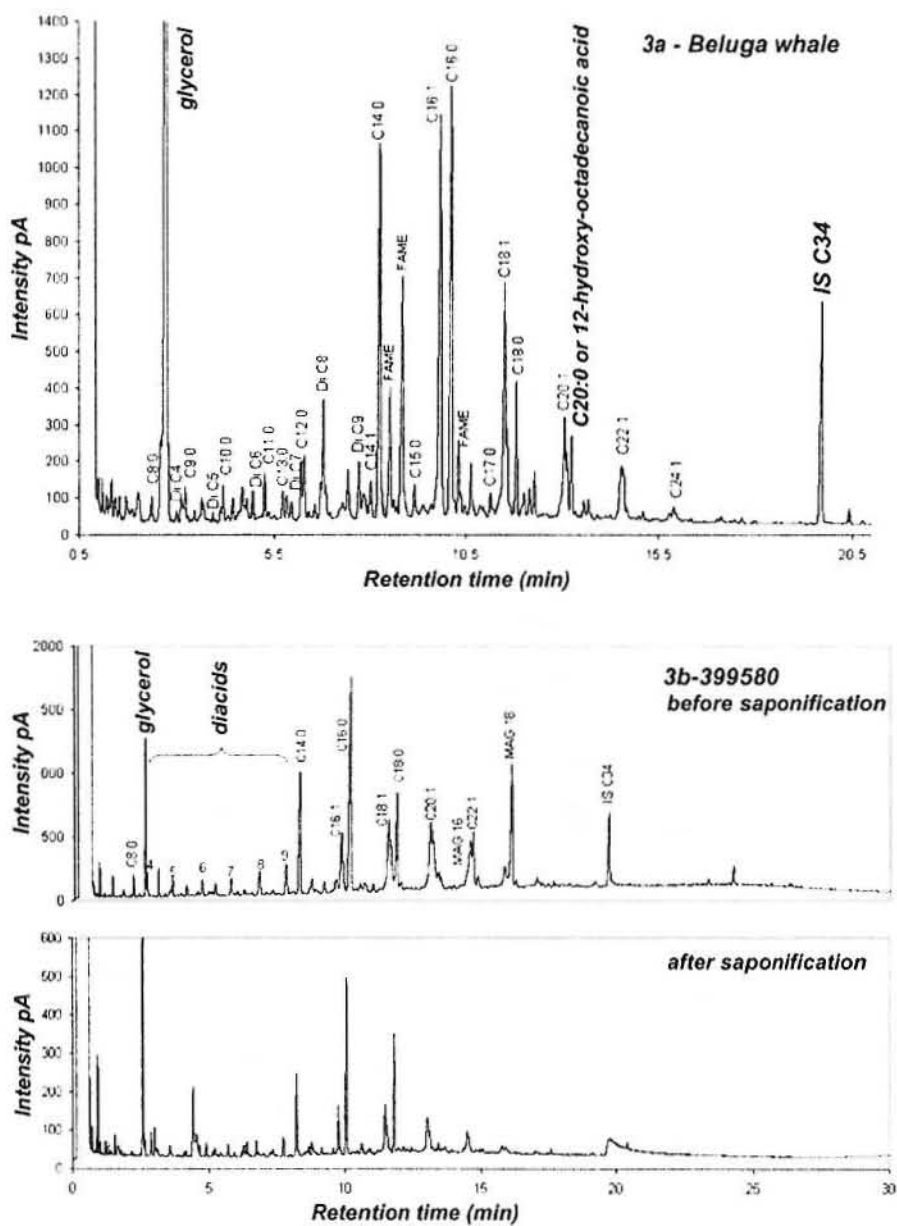 3a - Beluga whale
Intensity pA
1400
1300
1200
1100
1000
900
800
700
600
500
400
300
200
100
0
glycerol
C8 0
Di C4
C9 0
Di C5
C10 0
Di C6
C11 0
C13 0
Di C7
C12 0
Di C8
Di C9
C14 1
C14 0
FAME
FAME
C15 0
C16 1
C16 0
FAME
C17 0
C18 1
C18 0
C20 1
C20:0 or 12-hydroxy-octadecanoic acid
C22 1
C24 1
IS C34
0.5
5.5
10.5
15.5
20.5
Retention time (min)
3b-399580
before saponification
Intensity pA
2000
500
000
500
0
glycerol
diacids
C8 0
4
5
6
7
8
9
C14 0
C16 1
C16 0
C18 1
C18 0
C20 1
MAG 16
C22 1
MAG 18
IS C34
after saponification
Intensity pA
600
500
400
300
200
100
0
0
5
10
15
20
25
30
Retention time (min)